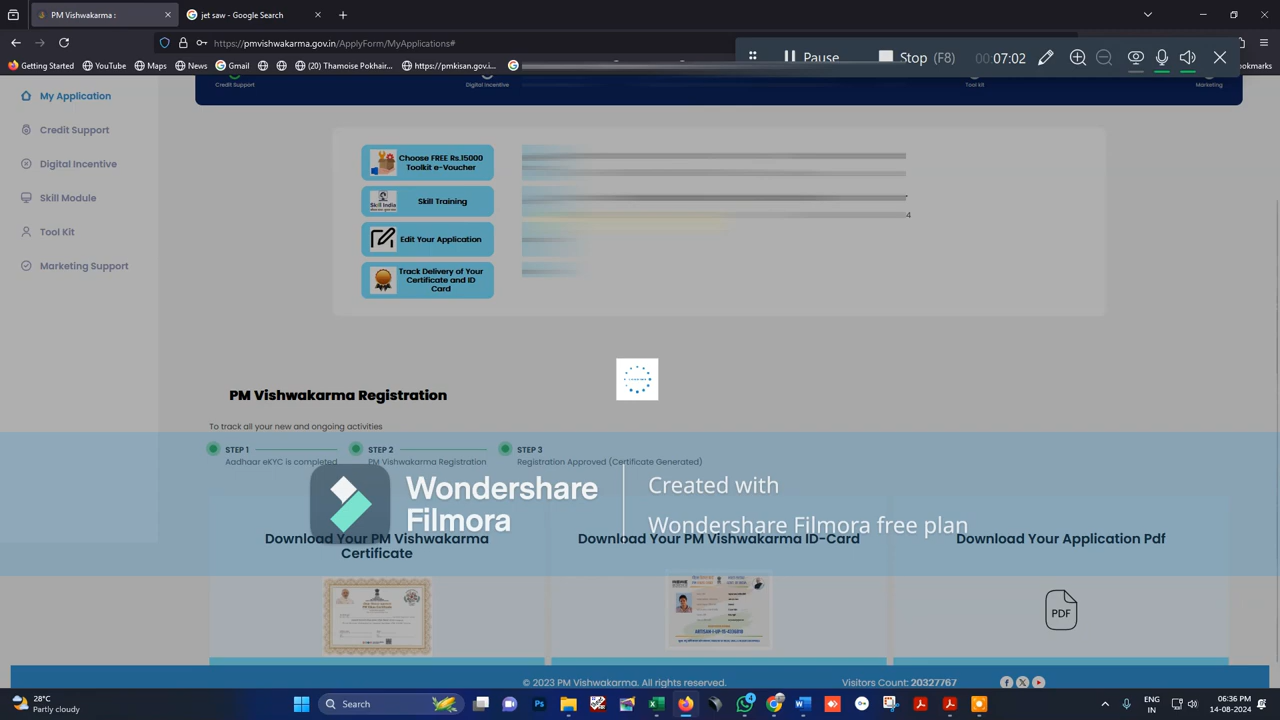 PM Vishwakarma :
jet saw - Google Search
https://pmvishwakarma.gov.in/ApplyForm/MyApplications#
Pause
Stop (F8)
00:07:02
Getting Started
YouTube
Maps
News
Gmail
(20) Thamoise Pokhair...
https://pmkisan.gov.i...
okmarks
Credit Support
Digital Incentive
Tool kit
Marketing
My Application
Credit Support
Digital Incentive
Skill Module
Tool Kit
Marketing Support
Choose FREE Rs.15000
Toolkit e-Voucher
Skill Training
Edit Your Application
Track Delivery of Your
Certificate and ID
Card
4
PM Vishwakarma Registration
To track all your new and ongoing activities
STEP 1
Aadhaar eKYC is completed
STEP 2
PM Vishwakarma Registration
STEP 3
Registration Approved (Certificate Generated)
Wondershare
Filmora
Created with
Wondershare Filmora free plan
Download Your PM Vishwakarma
Certificate
Download Your PM Vishwakarma ID-Card
Download Your Application Pdf
PDF
© 2023 PM Vishwakarma. All rights reserved.
Visitors Count: 20327767
28°C
Partly cloudy
Search
4
ENG
IN
06:36 PM
14-08-2024